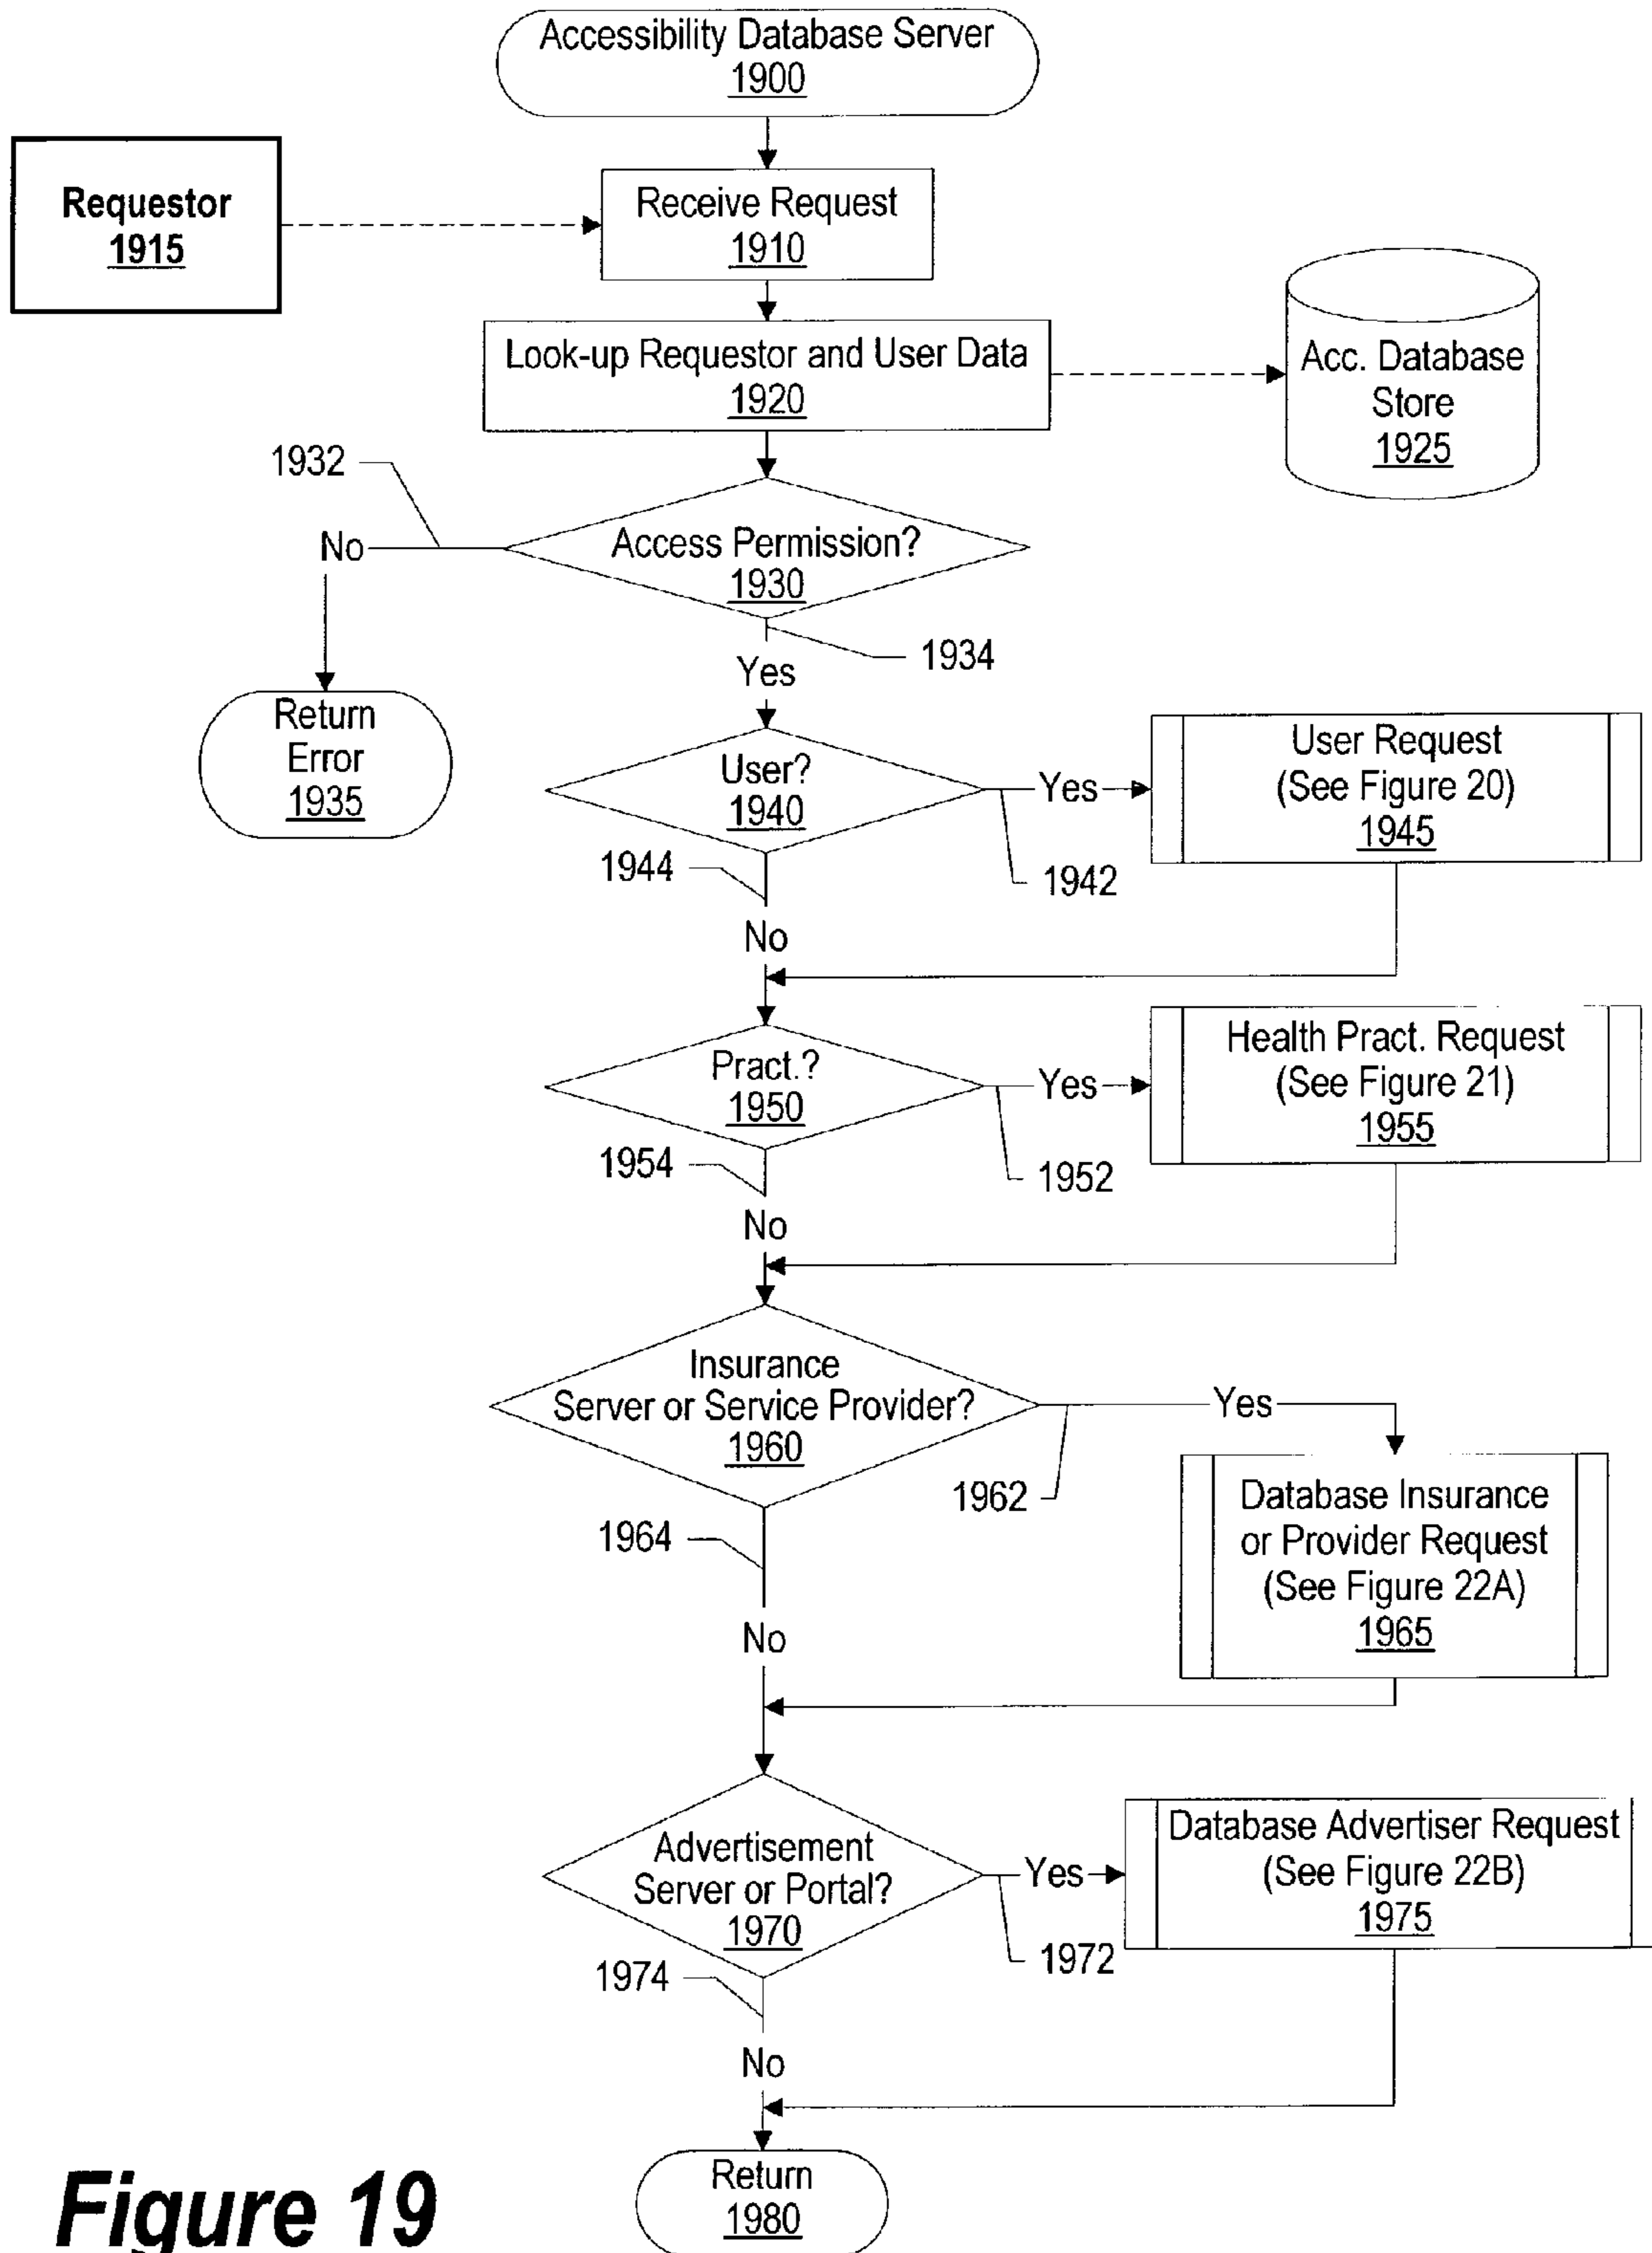 Accessibility Database Server
1900
Requestor
1915
Receive Request
1910
Look-up Requestor and User Data
1920
Acc. Database
Store
1925
1932
No
Access Permission?
1930
1934
Yes
Return
Error
1935
User?
1940
Yes
User Request
(See Figure 20)
1945
1944
1942
No
Pract.?
1950
Yes
Health Pract. Request
(See Figure 21)
1955
1954
1952
No
Insurance
Server or Service Provider?
1960
Yes
1962
Database Insurance
or Provider Request
(See Figure 22A)
1965
1964
No
Advertisement
Server or Portal?
1970
Yes
Database Advertiser Request
(See Figure 22B)
1975
1974
1972
No
Return
1980
Figure 19